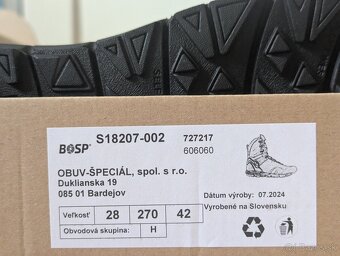 BOSP S18207-002 727217
606060
OBUV-ŠPECIÁL, spol. s r.o.
Duklianska 19
085 01 Bardejov
Dátum výroby: 07.2024
Veľkosť 28 270 42 Vyrobené na Slovensku
Obvodová skupina: H